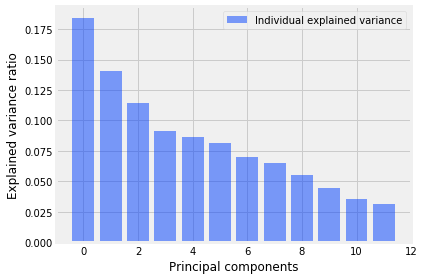 Individual explained variance
Explained variance ratio
0.175
0.150
0.125
0.100
0.075
0.050
0.025
0.000
0 2 4 6 8 10 12
Principal components